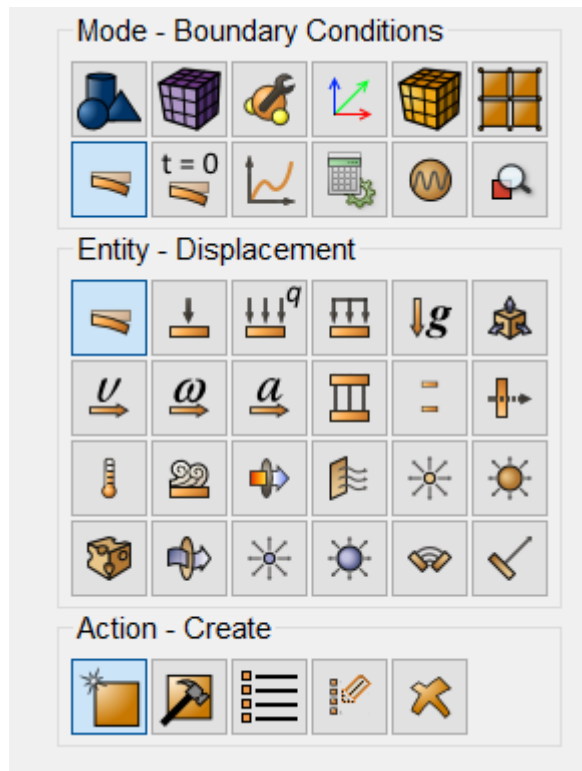 Mode - Boundary Conditions
t = 0
Entity - Displacement
q
g
υ ω a
Action - Create